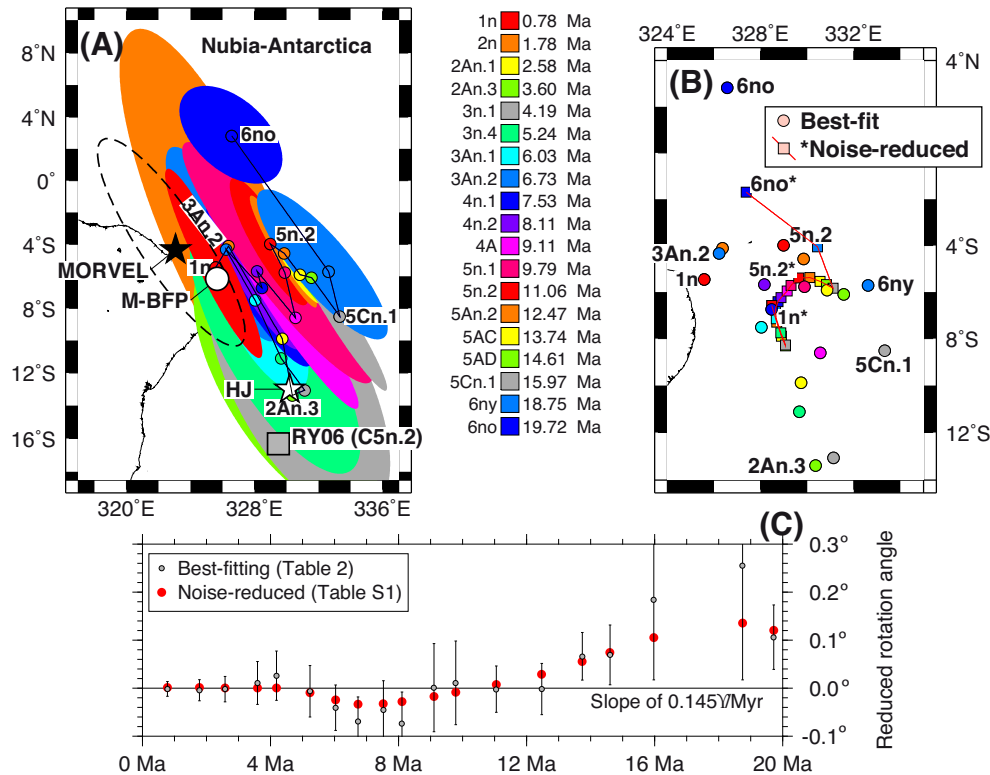 (A)
Nubia-Antarctica
8˚N
4˚N
0˚
4˚S
8˚S
12˚S
16˚S
320˚E
328˚E
336˚E
6no
3An.2
5n.2
MORVEL
1n
M-BFP
5Cn.1
HJ
2An.3
RY06 (C5n.2)
1n 0.78 Ma
2n 1.78 Ma
2An.1 2.58 Ma
2An.3 3.60 Ma
3n.1 4.19 Ma
3n.4 5.24 Ma
3An.1 6.03 Ma
3An.2 6.73 Ma
4n.1 7.53 Ma
4n.2 8.11 Ma
4A 9.11 Ma
5n.1 9.79 Ma
5n.2 11.06 Ma
5An.2 12.47 Ma
5AC 13.74 Ma
5AD 14.61 Ma
5Cn.1 15.97 Ma
6ny 18.75 Ma
6no 19.72 Ma
324˚E
328˚E
332˚E
(B)
4˚N
4˚S
8˚S
12˚S
6no
Best-fit
*Noise-reduced
6no*
3An.2
5n.2
1n
5n.2*
6ny
1n*
5Cn.1
2An.3
(C)
Best-fitting (Table 2)
Noise-reduced (Table S1)
Slope of 0.145Ϋ/Myr
0.3°
0.2°
0.1°
0.0°
-0.1°
Reduced rotation angle
0 Ma
4 Ma
8 Ma
12 Ma
16 Ma
20 Ma